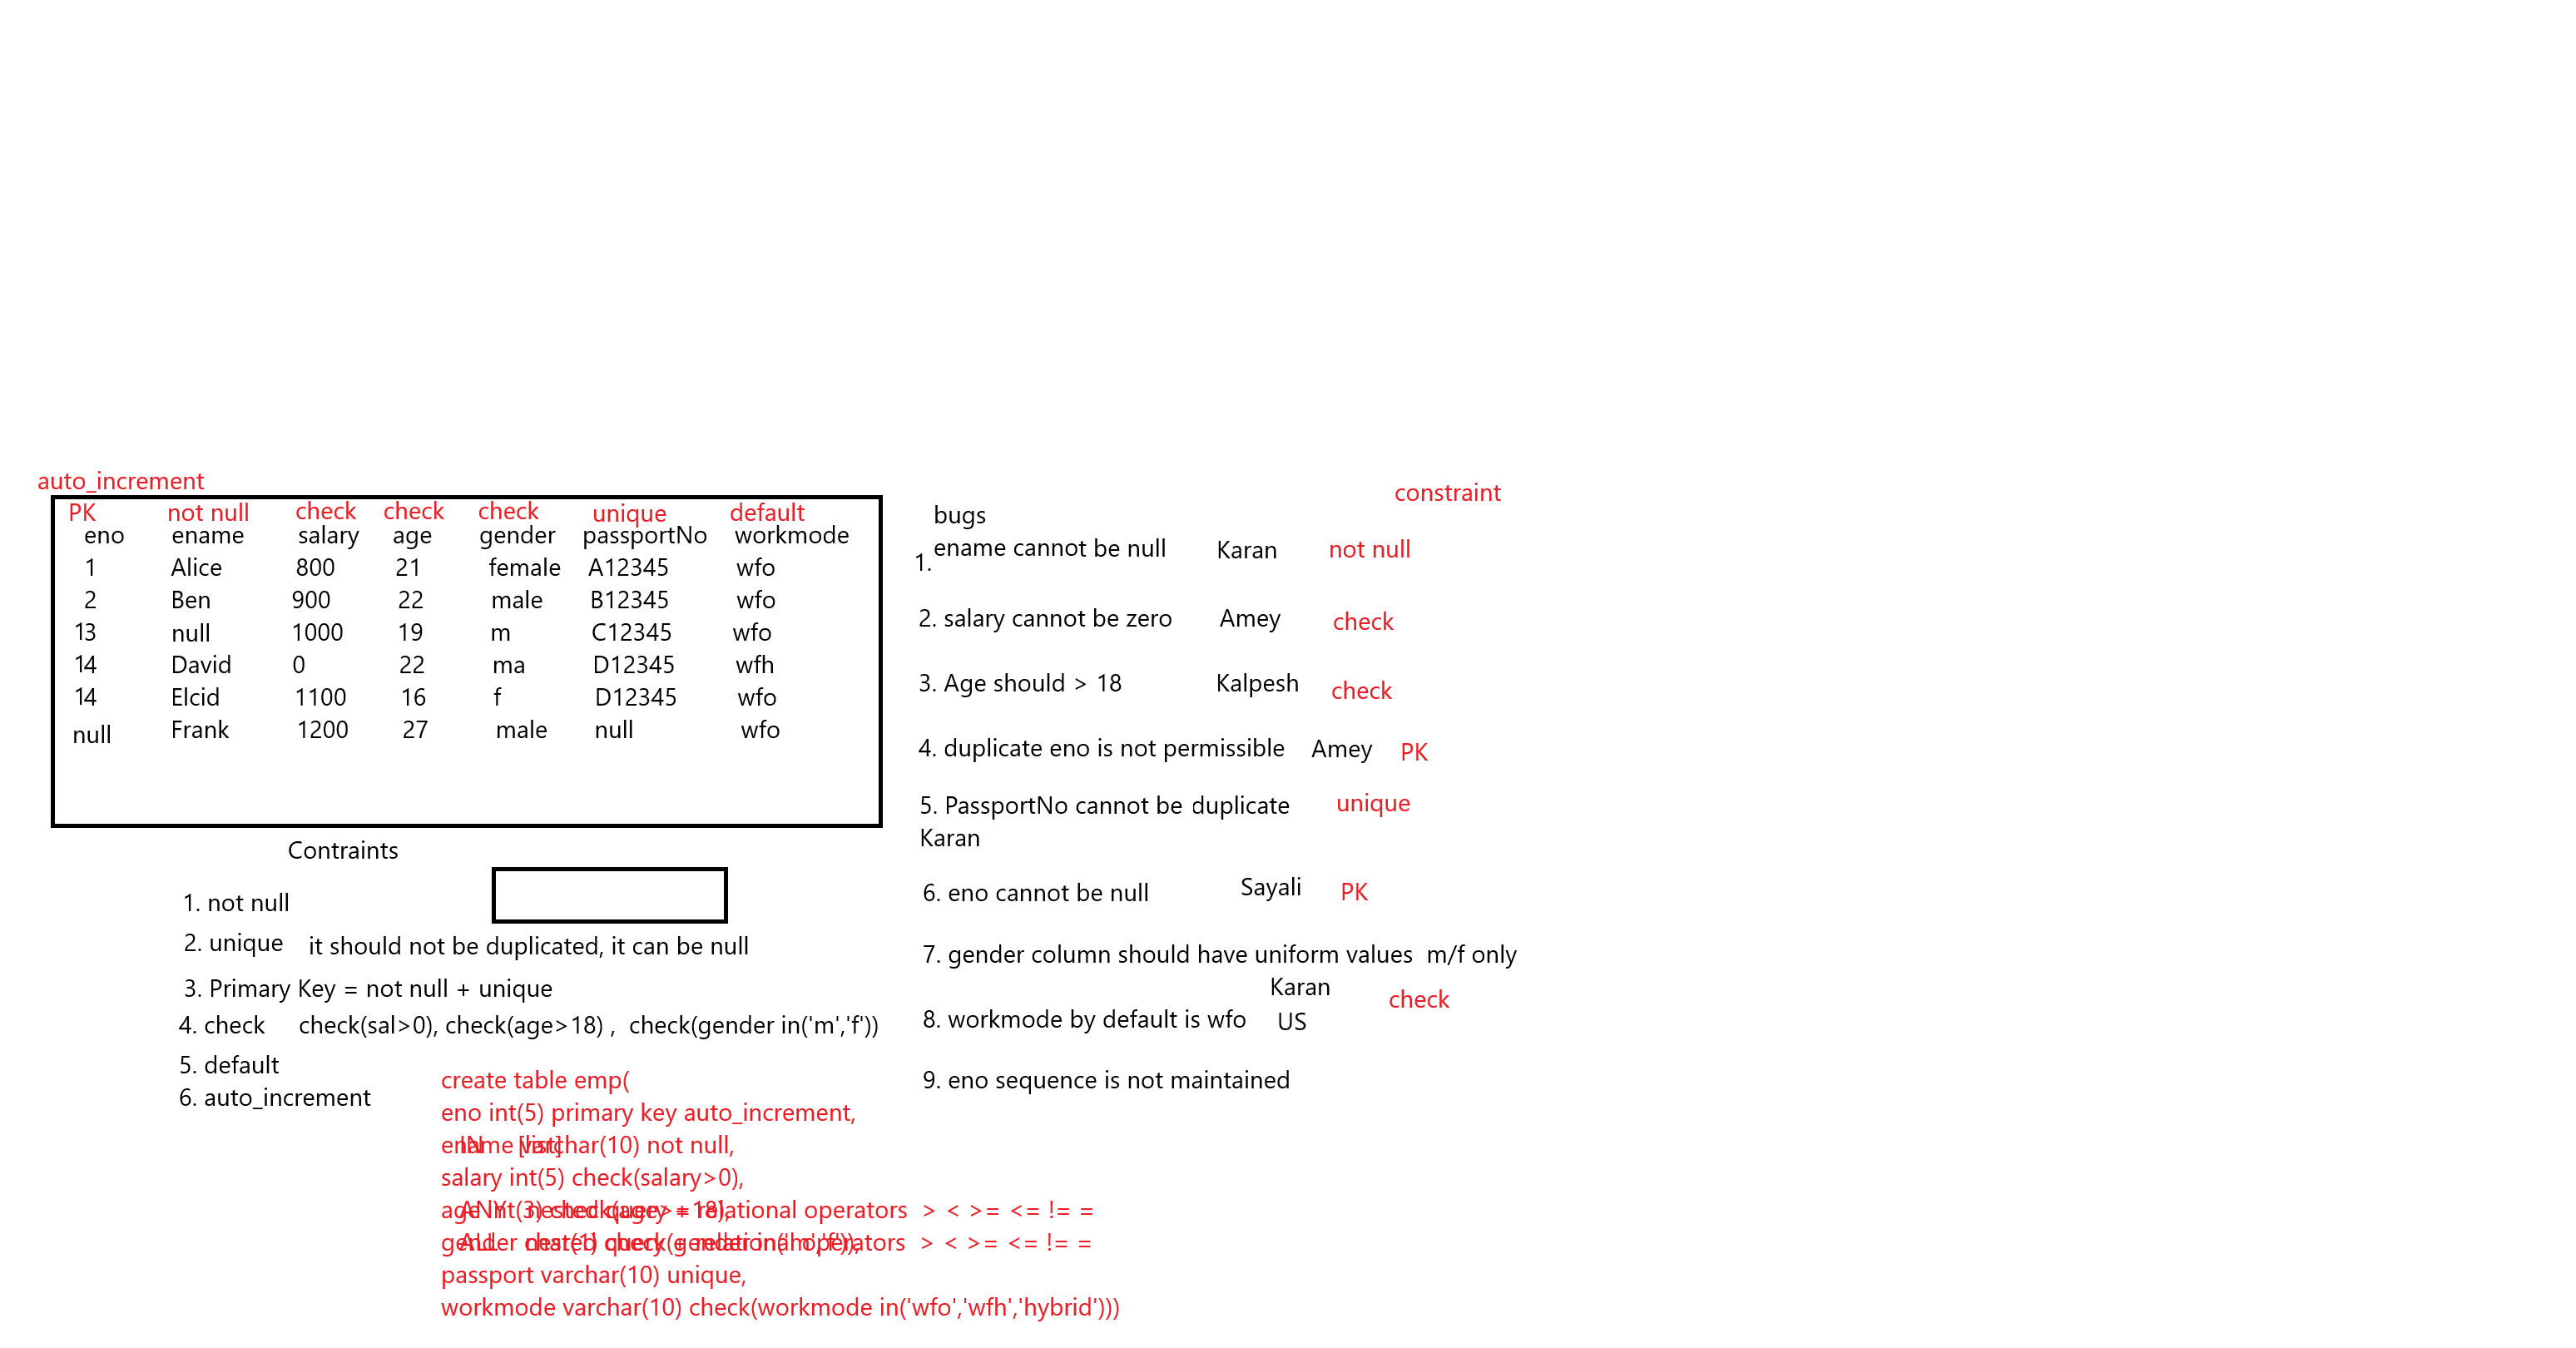 auto_increment
PK not null check check check unique default
eno ename salary age gender passportNo workmode
1 Alice 800 21 female A12345 wfo
2 Ben 900 22 male B12345 wfo
13 null 1000 19 m C12345 wfo
14 David 0 22 ma D12345 wfh
14 Elcid 1100 16 f D12345 wfo
null Frank 1200 27 male null wfo
Contraints
1. not null
2. unique it should not be duplicated, it can be null
3. Primary Key = not null + unique
4. check check(sal>0), check(age>18) , check(gender in('m','f'))
5. default
6. auto_increment
create table emp(
eno int(5) primary key auto_increment,
ename varchar(10) not null,
IN [list]
salary int(5) check(salary>0),
age int(3) check(age>=18),
ANY nested query + relational operators > < >= <= != =
gender char(1) check(gender in('m','f')),
ALL nested query + relational operators > < >= <= != =
passport varchar(10) unique,
workmode varchar(10) check(workmode in('wfo','wfh','hybrid')))
constraint
bugs
1. ename cannot be null Karan not null
2. salary cannot be zero Amey check
3. Age should > 18 Kalpesh check
4. duplicate eno is not permissible Amey PK
5. PassportNo cannot be duplicate unique
Karan
6. eno cannot be null Sayali PK
7. gender column should have uniform values m/f only
Karan check
8. workmode by default is wfo US
9. eno sequence is not maintained